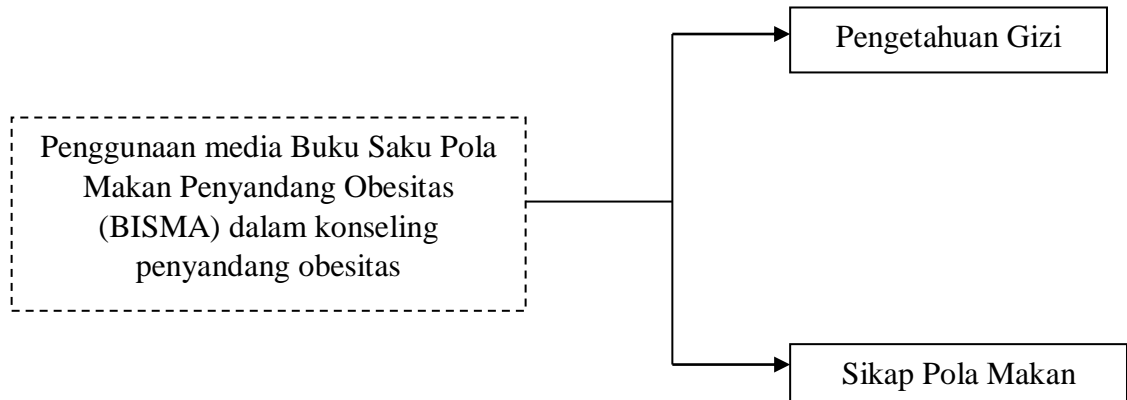 Pengetahuan Gizi
Penggunaan media Buku Saku Pola
Makan Penyandang Obesitas
(BISMA) dalam konseling
penyandang obesitas
Sikap Pola Makan